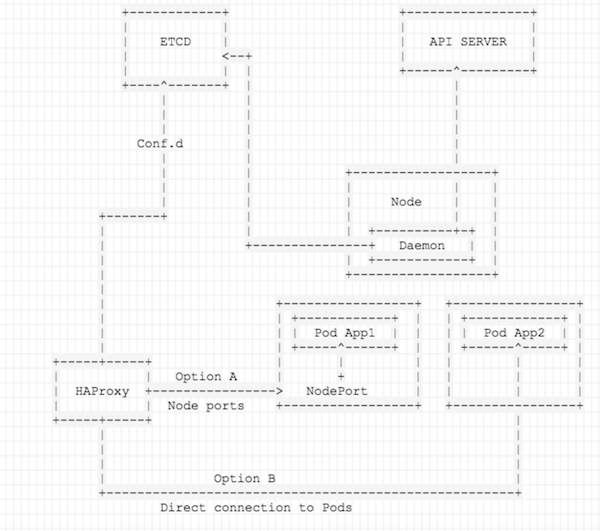 ETCD
API SERVER
Conf.d
Node
Daemon
Pod App1
Pod App2
Option A
HAProxy
NodePort
Node ports
Option B
Direct connection to Pods